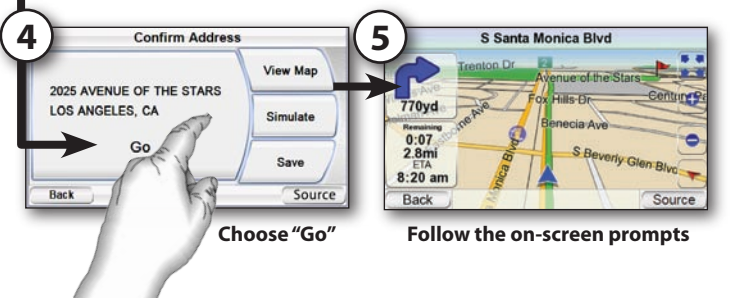 4
Confirm Address
2025 AVENUE OF THE STARS
LOS ANGELES, CA
Go
View Map
Simulate
Save
Back
Source
Choose "Go"
5
S Santa Monica Blvd
770yd
Remaining
0:07
2.8mi
ETA
8:20 am
Trenton Dr
2
Avenue of the Stars
Fox Hills Dr
Benecia Ave
S Beverly Glen Blvd
Back
Source
Follow the on-screen prompts